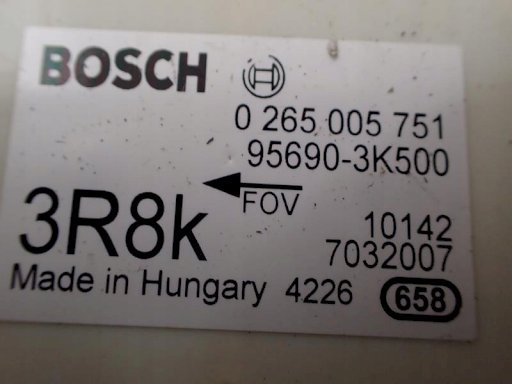 BOSCH
0 265 005 751
95690-3K500
FOV
3R8k
10142
7032007
Made in Hungary 4226 658